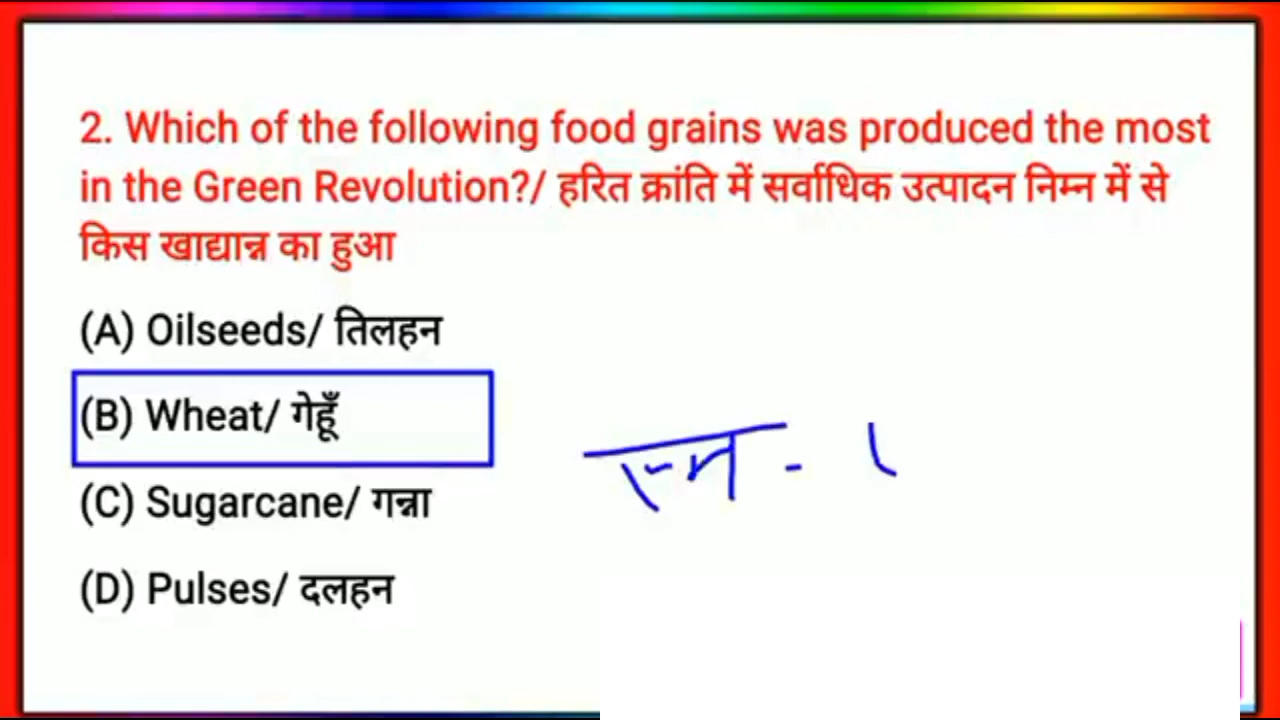 2. Which of the following food grains was produced the most
in the Green Revolution?/ हरित क्रांति में सर्वाधिक उत्पादन निम्न में से
किस खाद्यान्न का हुआ
(A) Oilseeds/ तिलहन
(B) Wheat/ गेहूँ
(C) Sugarcane/ गन्ना
(D) Pulses/ दलहन